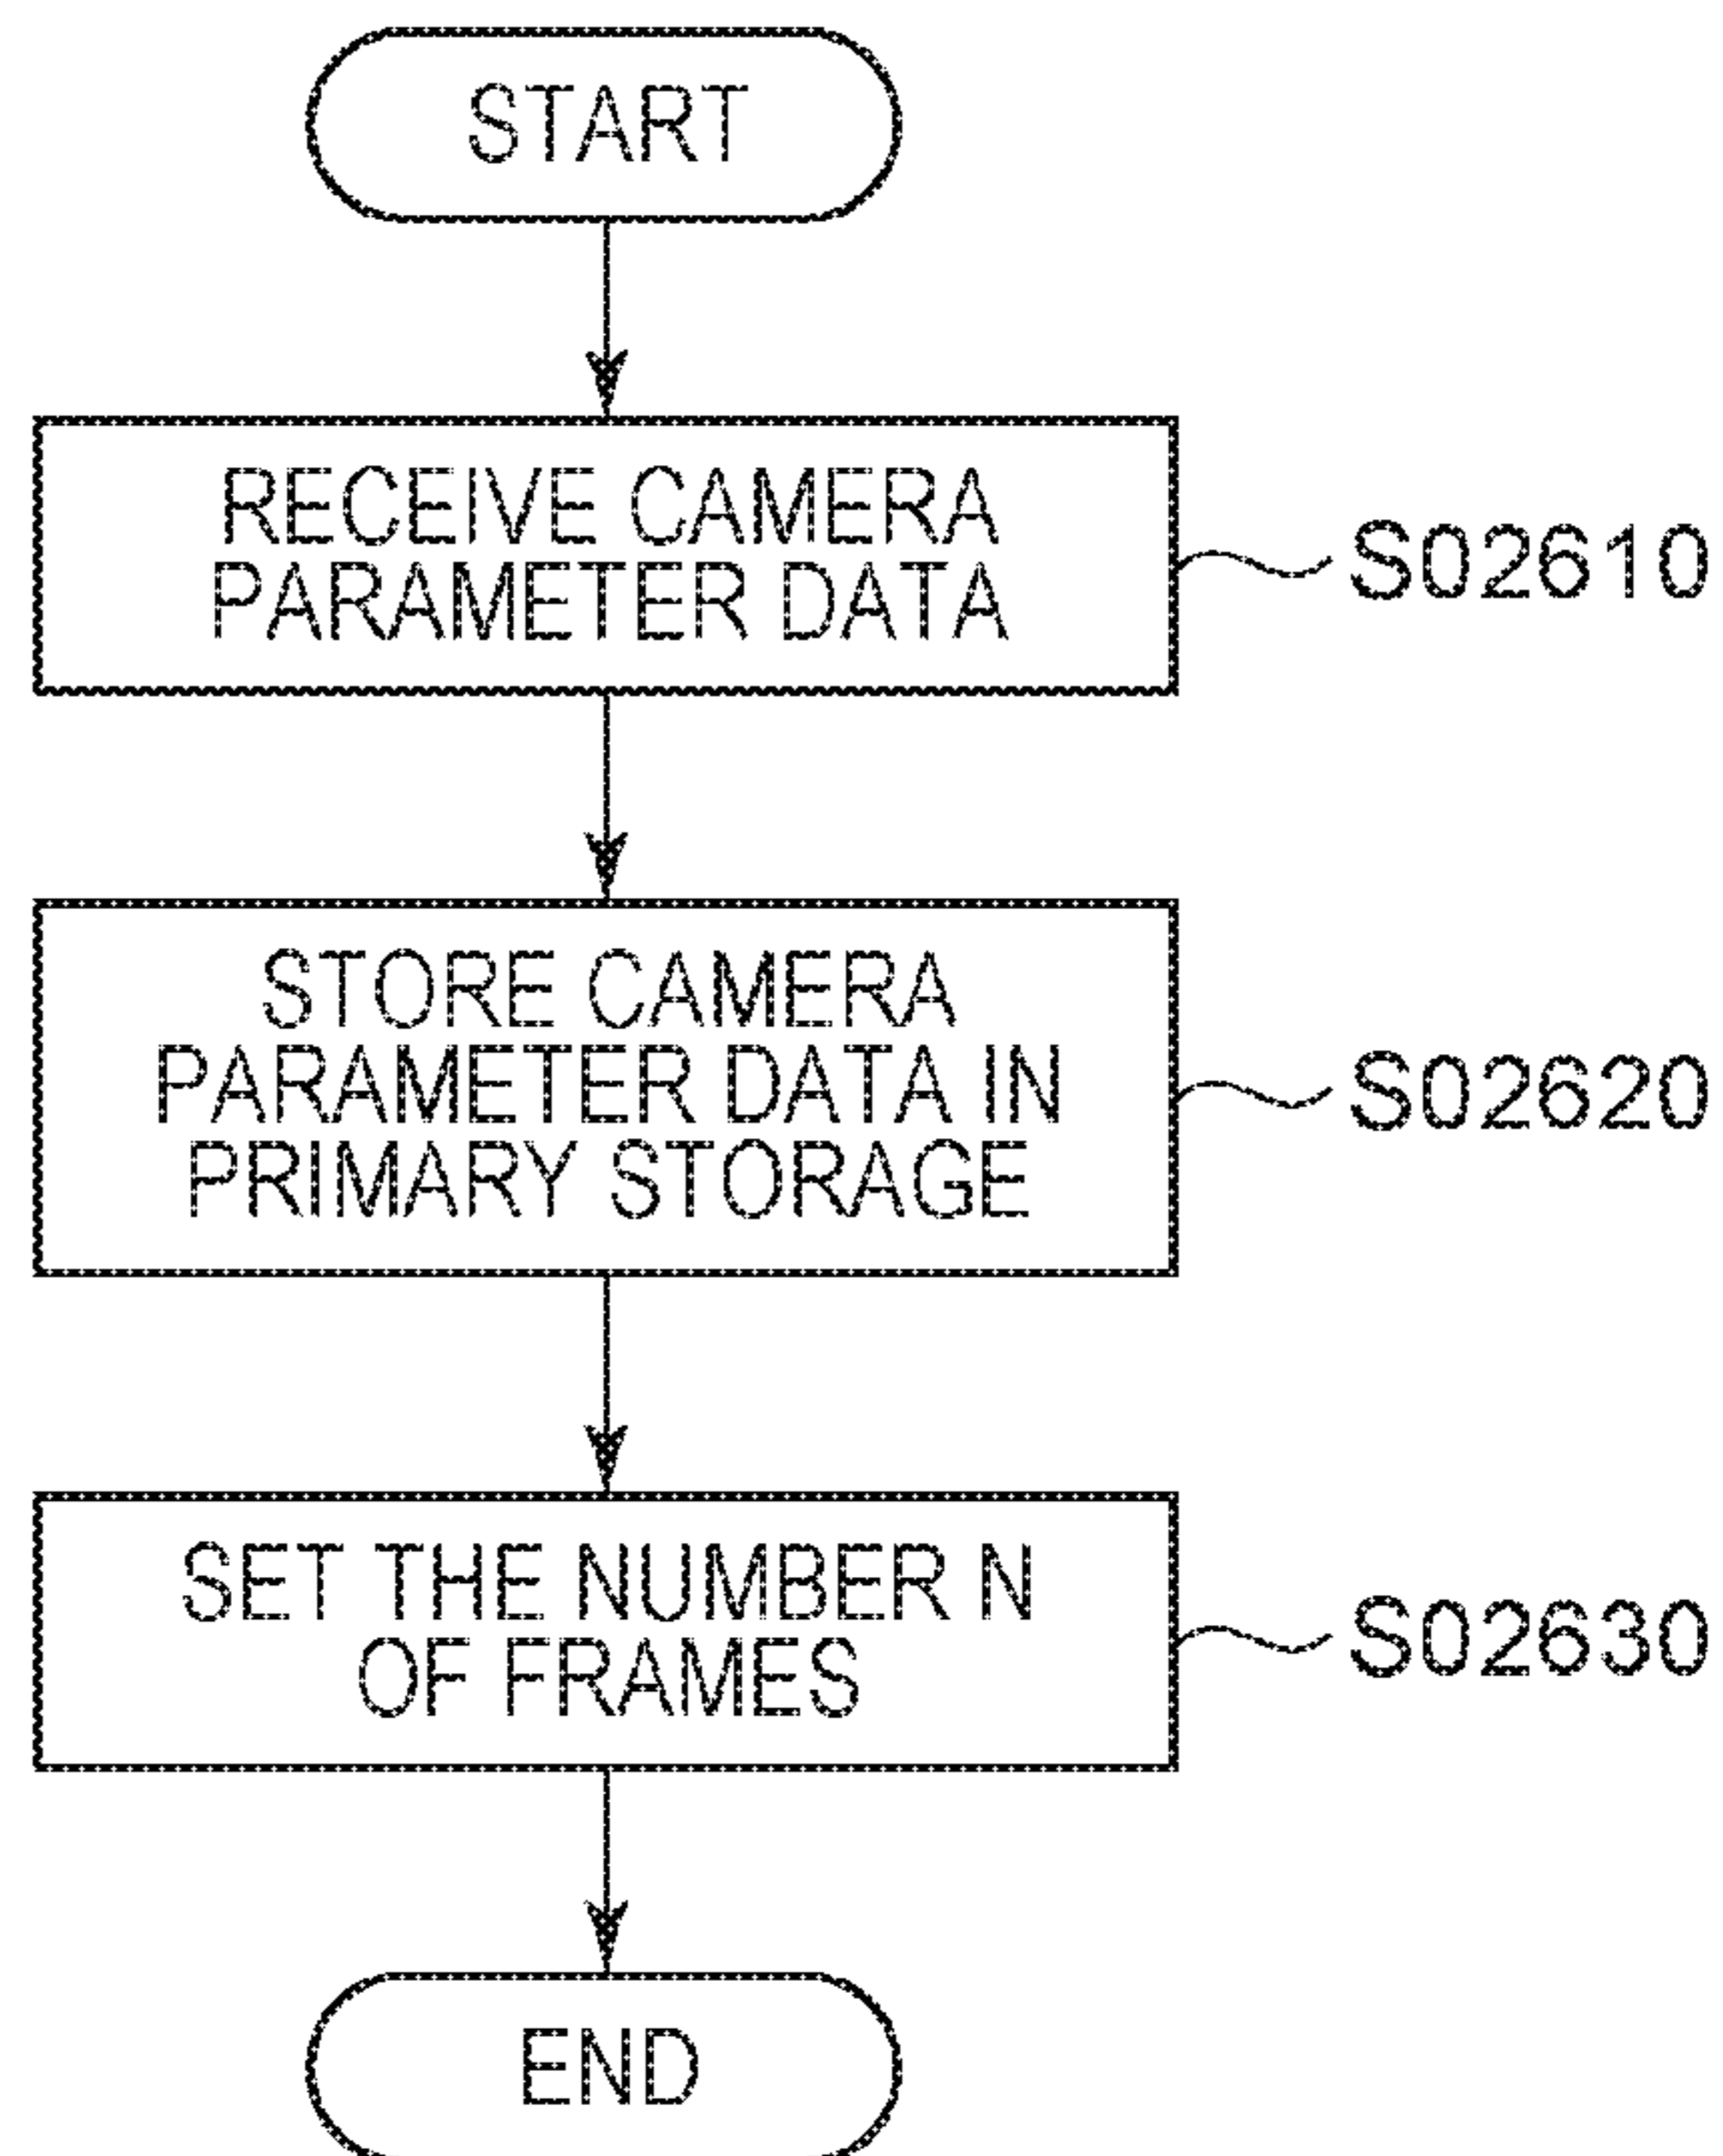 START
RECEIVE CAMERA
PARAMETER DATA
S02610
STORE CAMERA
PARAMETER DATA IN
PRIMARY STORAGE
S02620
SET THE NUMBER N
OF FRAMES
S02630
END